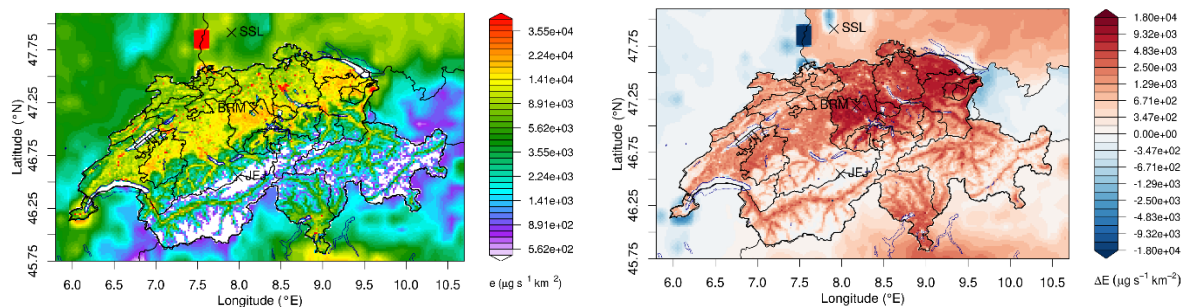 SSL
BRM
JEJ
47.75
47.25
46.75
46.25
45.75
Latitude (°N)
6.0 6.5 7.0 7.5 8.0 8.5 9.0 9.5 10.0 10.5
Longitude (°E)
3.55e+04
1.41e+04
8.91e+03
5.62e+03
3.55e+03
2.24e+03
1.41e+03
8.91e+02
5.62e+02
e (µg s⁻¹ km⁻²)
SSL
BRM
JEJ
47.75
47.25
46.75
46.25
45.75
Latitude (°N)
6.0 6.5 7.0 7.5 8.0 8.5 9.0 9.5 10.0 10.5
Longitude (°E)
1.80e+04
9.32e+03
4.83e+03
2.50e+03
1.29e+03
6.71e+02
3.47e+02
0.00e+00
-3.47e+02
-6.71e+02
-1.29e+03
-2.50e+03
-4.83e+03
-9.32e+03
-1.80e+04
ΔE (µg s⁻¹ km⁻²)